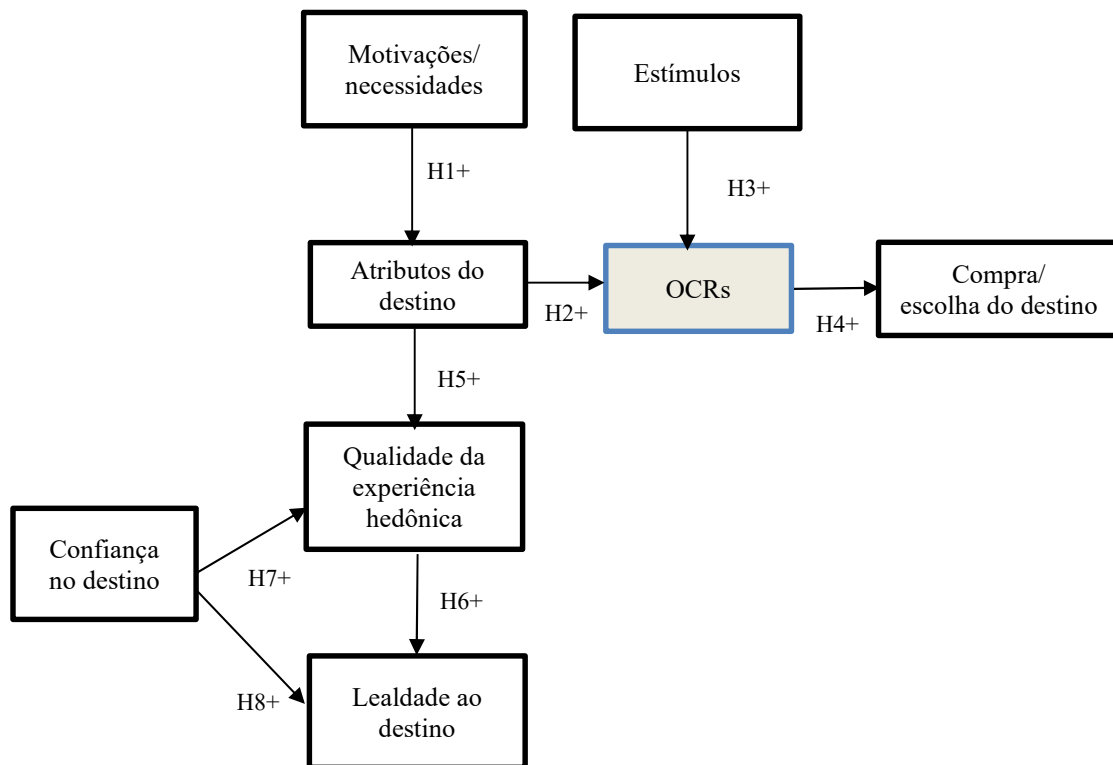 Motivações/
necessidades
Estímulos
H1+
H3+
Atributos do
destino
H2+
OCRs
H4+
Compra/
escolha do destino
H5+
Qualidade da
experiência
hedônica
Confiança
no destino
H7+
H6+
H8+
Lealdade ao
destino